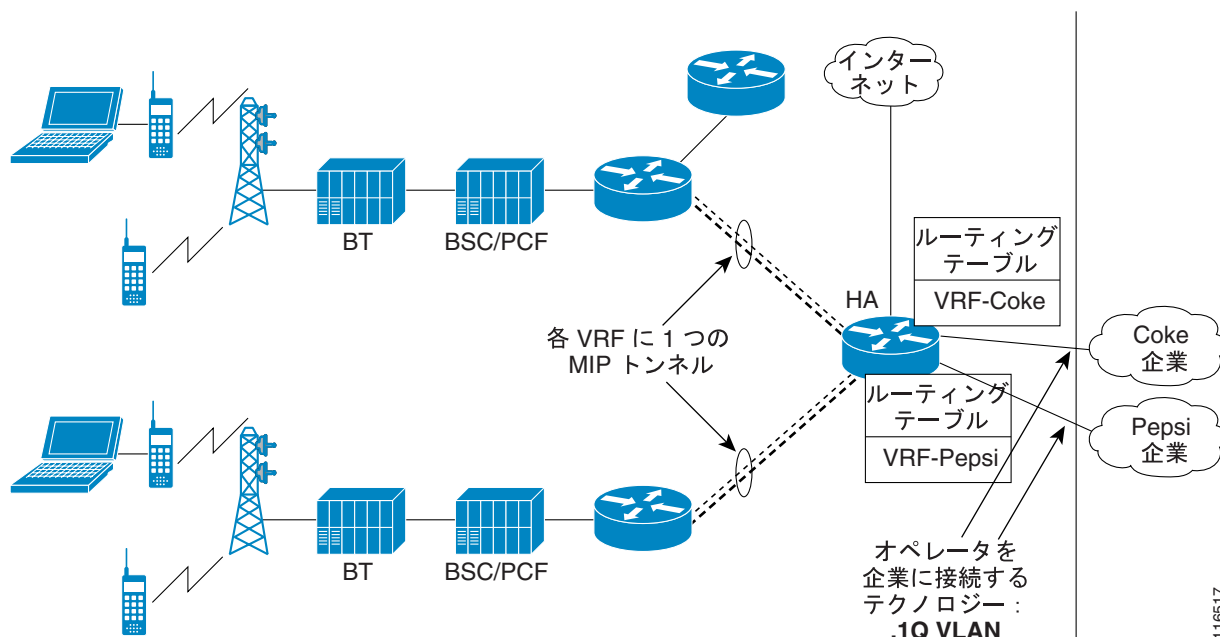 インター
ネット
BT
BSC/PCF
ルーティング
テーブル
VRF-Coke
HA
各 VRF に 1 つの
MIP トンネル
Coke
企業
ルーティング
テーブル
VRF-Pepsi
Pepsi
企業
BT
BSC/PCF
オペレータを
企業に接続する
テクノロジー :
.1Q VLAN
116517